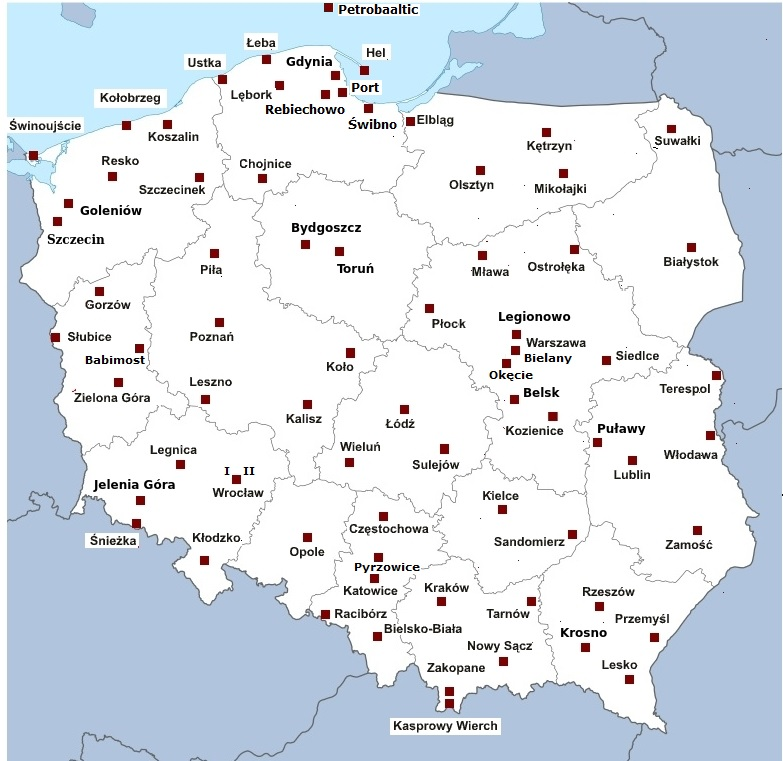 Petrobaaltic
Łeba
Hel
Gdynia
Ustka
Lębork
Port
Kołobrzeg
Rebiechowo
Świbno
Elbląg
Świnoujście
Koszalin
Kętrzyn
Suwałki
Resko
Chojnice
Szczecinek
Olsztyn
Mikołajki
Goleniów
Szczecin
Bydgoszcz
Toruń
Piła
Mława
Ostrołęka
Białystok
Gorzów
Płock
Legionowo
Słubice
Poznań
Warszawa
Babimost
Bielany
Siedlce
Koło
Okęcie
Leszno
Zielona Góra
Belsk
Terespol
Kalisz
Łódź
Kozienice
Puławy
Legnica
Wieluń
Sulejów
Włodawa
I II
Lublin
Jelenia Góra
Wrocław
Kielce
Częstochowa
Śnieżka
Kłodzko
Opole
Sandomierz
Zamość
Pyrzowice
Katowice
Kraków
Rzeszów
Racibórz
Tarnów
Przemyśl
Bielsko-Biała
Krosno
Nowy Sącz
Zakopane
Lesko
Kasprowy Wierch